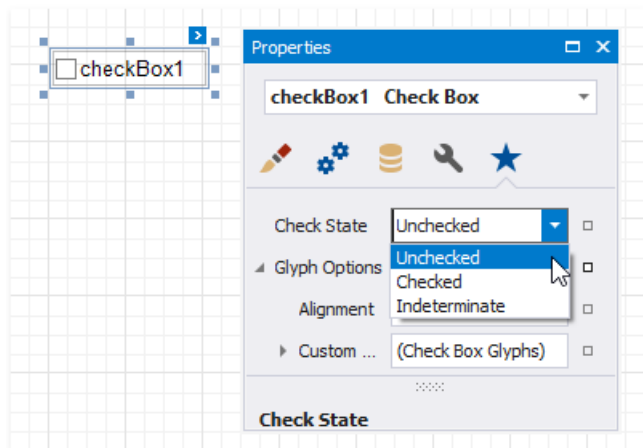 checkBox1
Properties
checkBox1 Check Box
Check State Unchecked
Unchecked
Glyph Options
Checked
Indeterminate
Alignment
Custom ... (Check Box Glyphs)
Check State